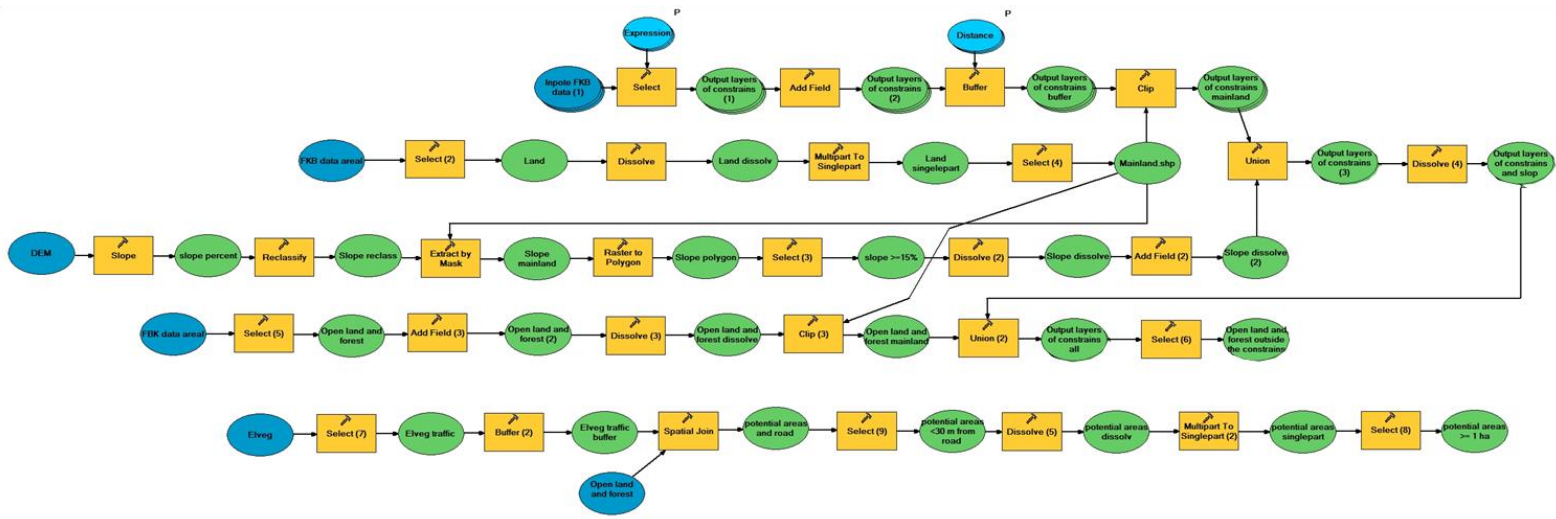 P
P
Expression
Distance
Inpote FKB
data (1)
Select
Output layers
of constrains
(1)
Add Field
Output layers
of constrains
(2)
Buffer
Output layers
of constrains
buffer
Clip
Output layers
of constrains
mainland
FKB data areal
Select (2)
Land
Dissolve
Land dissolv
Multipart To
Singlepart
Land
singelepart
Select (4)
Mainland.shp
Union
Output layers
of constrains
(3)
Dissolve (4)
Output layers
of constrains
and slop
DEM
Slope
slope percent
Reclassify
Slope reclass
Extract by
Mask
Slope
mainland
Raster to
Polygon
Slope polygon
Select (3)
slope >=15%
Dissolve (2)
Slope dissolve
Add Field (2)
Slope dissolve
(2)
FBK data areal
Select (5)
Open land and
forest
Add Field (3)
Open land and
forest (2)
Dissolve (3)
Open land and
forest dissolve
Clip (3)
Open land and
forest mainland
Union (2)
Output layers
of constrains
all
Select (6)
Open land and
forest outside
the constrains
Elveg
Select (7)
Elveg traffic
Buffer (2)
Elveg traffic
buffer
Spatial Join
potential areas
and road
Select (9)
potential areas
<30 m from
road
Dissolve (5)
potential areas
dissolv
Multipart To
Singlepart (2)
potential areas
singlepart
Select (8)
potential areas
>= 1 ha
Open land
and forest